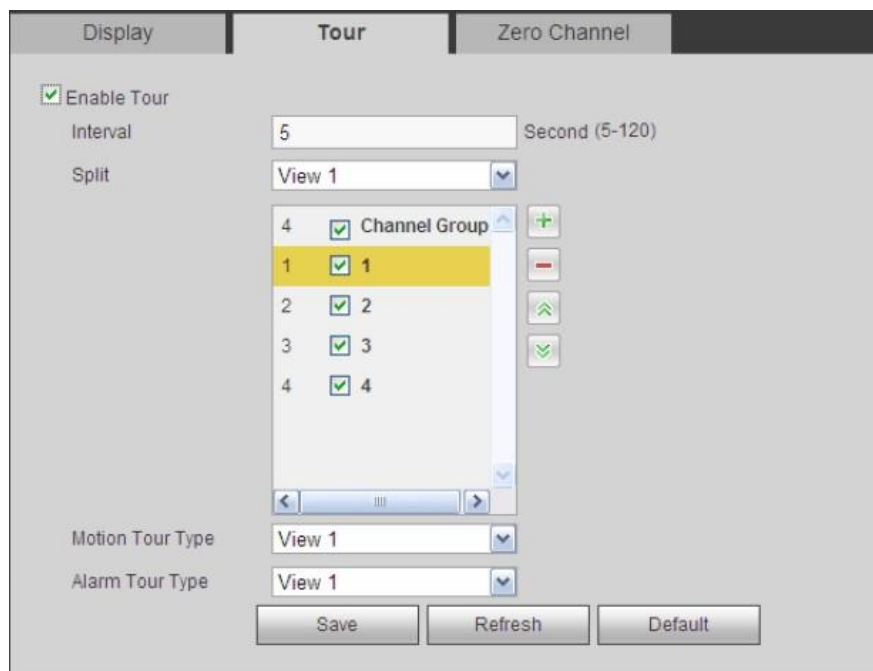 Display Tour Zero Channel
Enable Tour
Interval 5 Second (5-120)
Split View 1
4 Channel Group
1 1
2 2
3 3
4 4
Motion Tour Type View 1
Alarm Tour Type View 1
Save Refresh Default